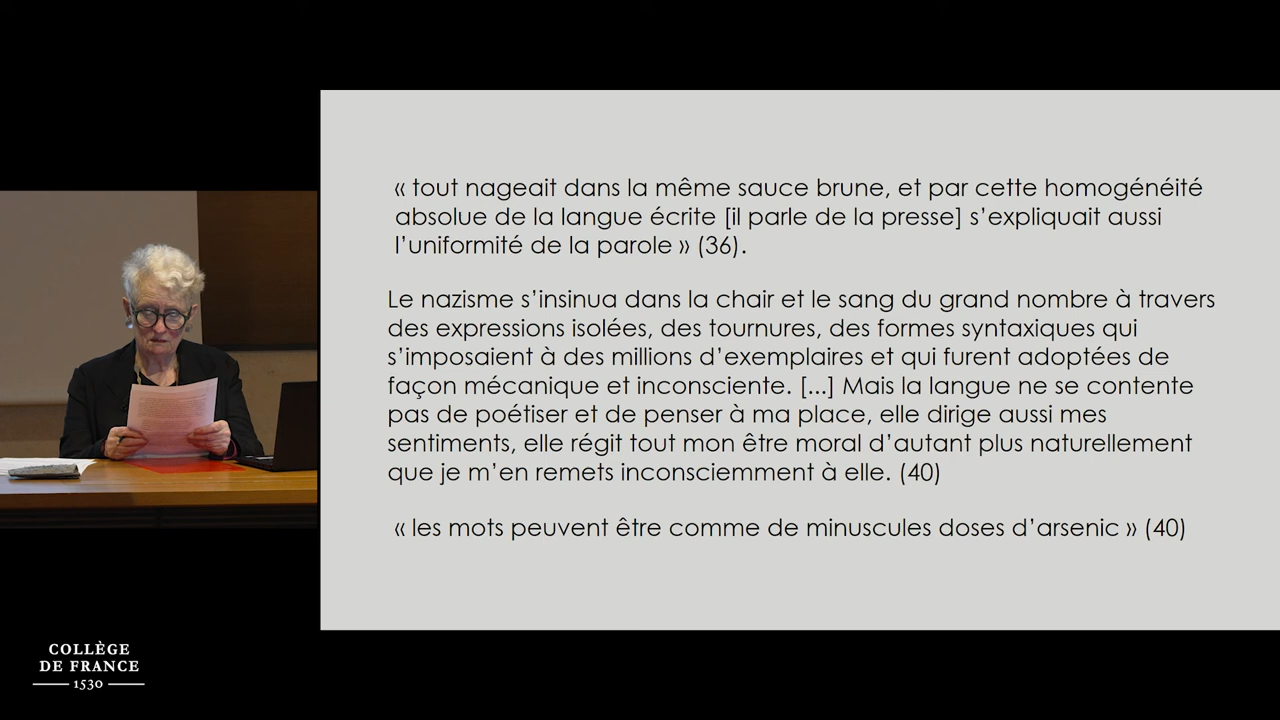 « tout nageait dans la même sauce brune, et par cette homogénéité
absolue de la langue écrite [il parle de la presse] s’expliquait aussi
l’uniformité de la parole » (36).
Le nazisme s’insinua dans la chair et le sang du grand nombre à travers
des expressions isolées, des tournures, des formes syntaxiques qui
s’imposaient à des millions d’exemplaires et qui furent adoptées de
façon mécanique et inconsciente. [...] Mais la langue ne se contente
pas de poétiser et de penser à ma place, elle dirige aussi mes
sentiments, elle régit tout mon être moral d’autant plus naturellement
que je m’en remets inconsciemment à elle. (40)
« les mots peuvent être comme de minuscules doses d’arsenic » (40)
COLLÈGE
DE FRANCE
1530